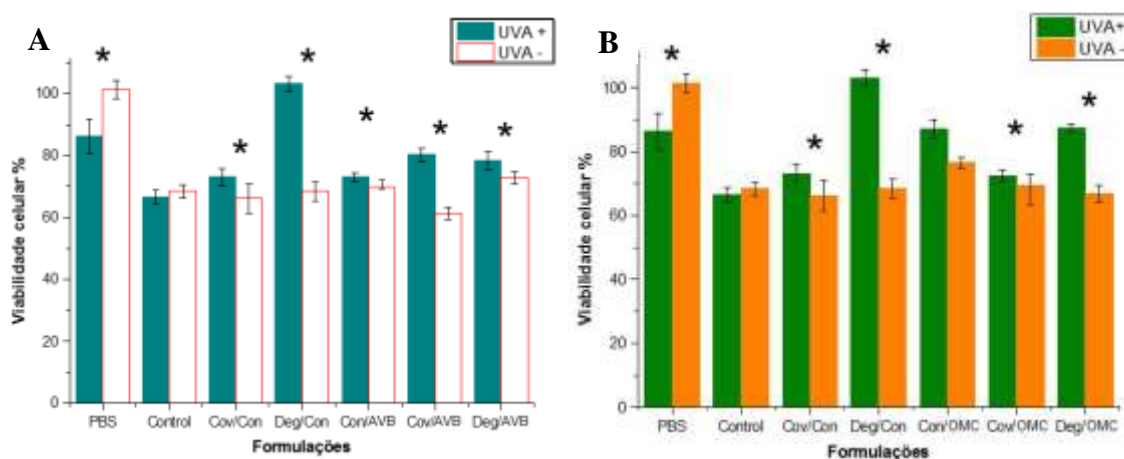 A
UVA +
UVA -
*
*
*
*
*
*
Viabilidade celular %
100
80
60
40
20
0
PBS Control Cov/Con Deg/Con Con/AVB Cov/AVB Deg/AVB
Formulações
B
UVA+
UVA -
*
*
*
*
*
Viabilidade celular %
100
80
60
40
20
0
PBS Control Cov/Con Deg/Con Con/OMC Cov/OMC Deg/OMC
Formulações